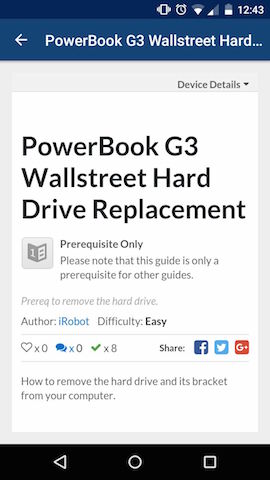 12:43
PowerBook G3 Wallstreet Hard...
Device Details
PowerBook G3
Wallstreet Hard
Drive Replacement
Prerequisite Only
Please note that this guide is only a
prerequisite for other guides.
Prereq to remove the hard drive.
Author: iRobot Difficulty: Easy
x 0 x 0 x 8 Share:
How to remove the hard drive and its bracket
from your computer.